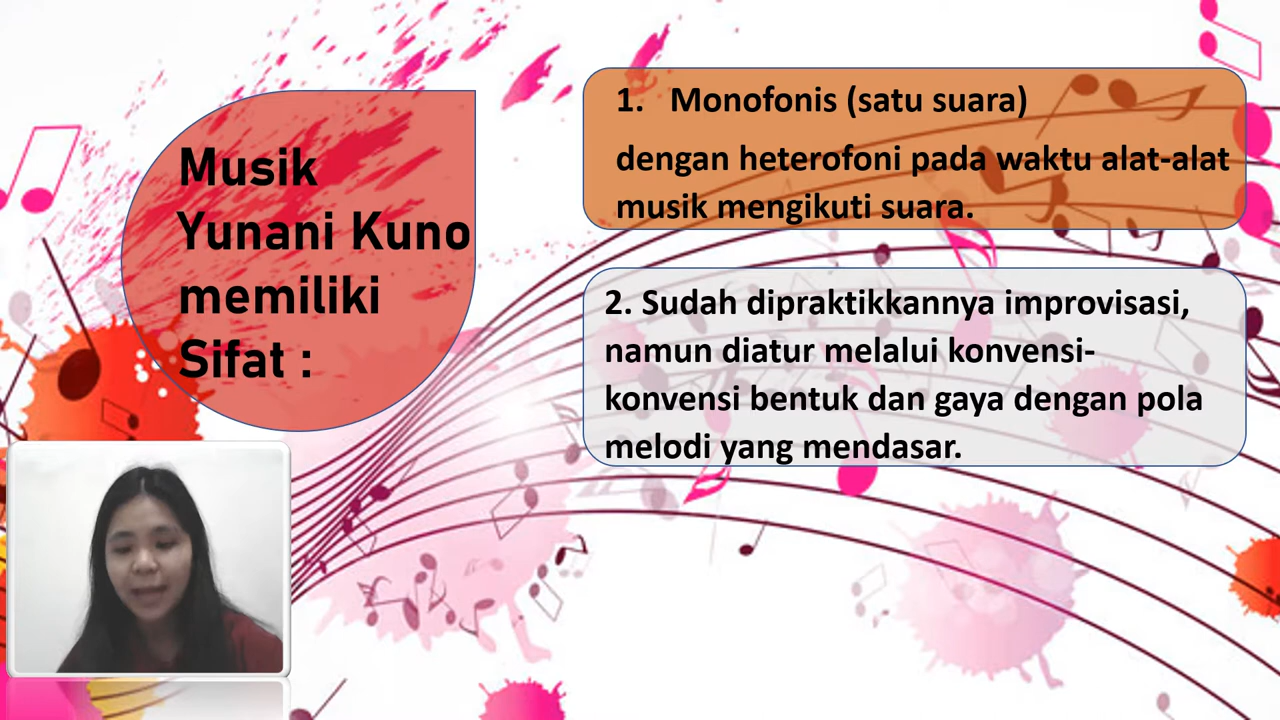 Musik
Yunani Kuno
memiliki
Sifat :
1. Monofonis (satu suara)
dengan heterofoni pada waktu alat-alat
musik mengikuti suara.
2. Sudah dipraktikkannya improvisasi,
namun diatur melalui konvensi-
konvensi bentuk dan gaya dengan pola
melodi yang mendasar.